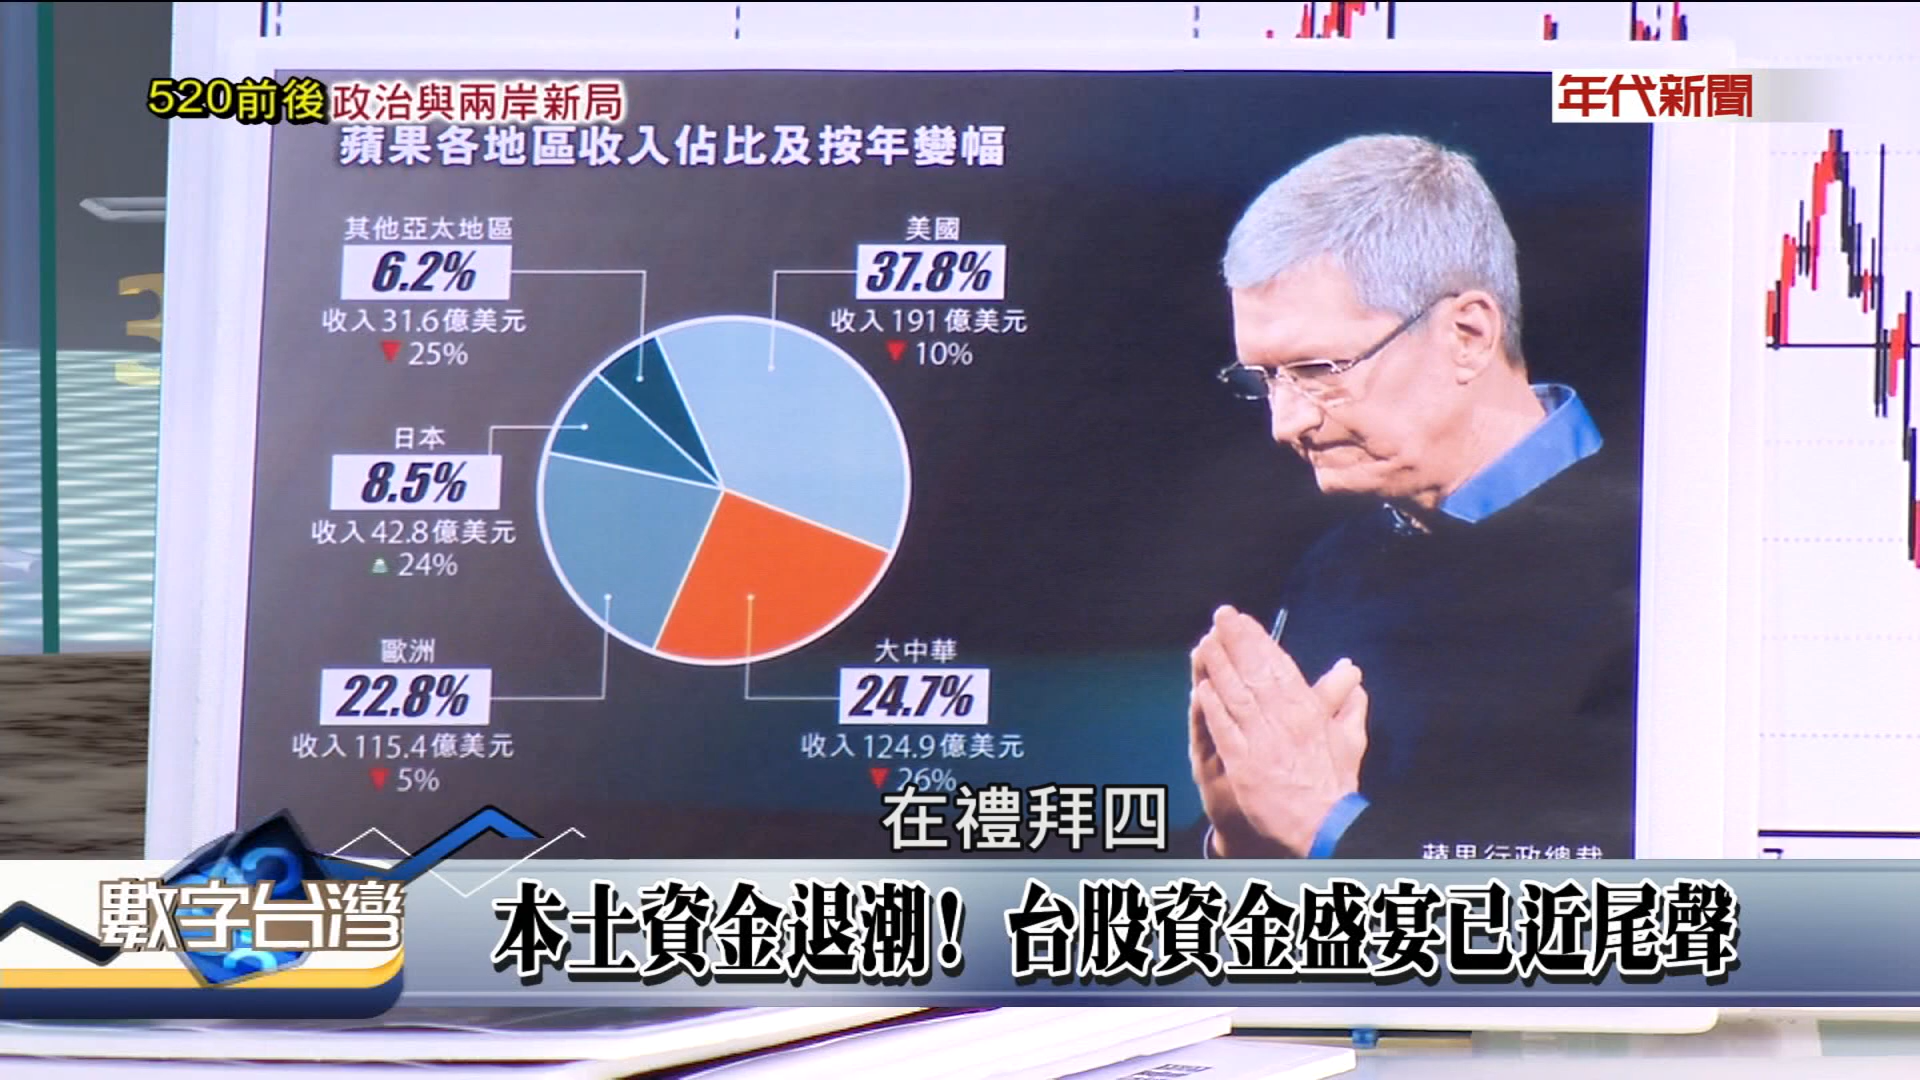 520前後 政治與兩岸新局
年代新聞
蘋果各地區收入佔比及按年變幅
其他亞太地區
6.2%
收入31.6億美元
▼25%
美國
37.8%
收入191億美元
▼10%
日本
8.5%
收入42.8億美元
▲24%
歐洲
22.8%
收入115.4億美元
▼5%
大中華
24.7%
收入124.9億美元
▼26%
在禮拜四
蘋果行政總裁
數字台灣
本土資金退潮! 台股資金盛宴已近尾聲